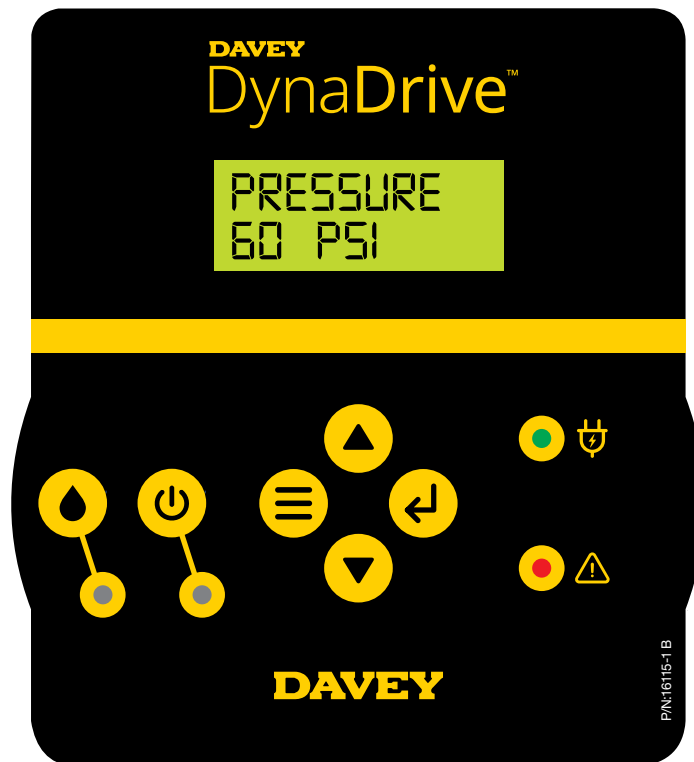 DAVEY
DynaDrive™
PRESSURE
60 PSI
DAVEY
P/N:16115-1 B